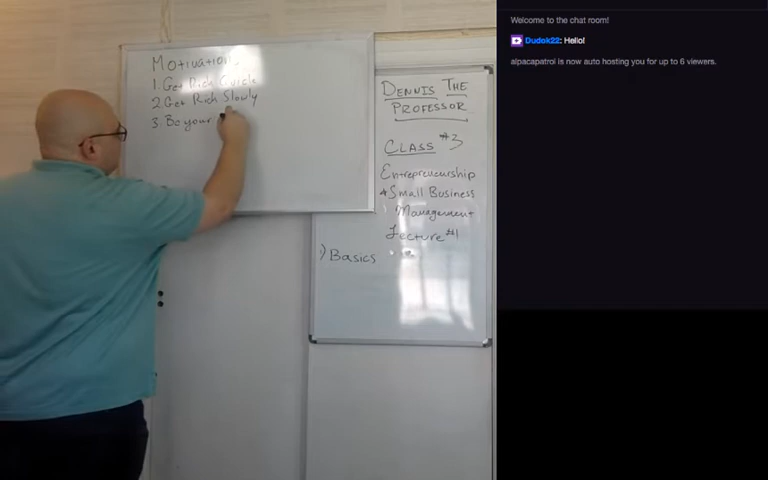 Motivation
1. Get Rich Quick
2. Get Rich Slowly
3. Be your
DENNIS THE
PROFESSOR
CLASS #3
Entrepreneurship
Small Business
Management
Lecture #1
1) Basics
Welcome to the chat room!
Dudek22: Hello!
alpacapatrol is now auto hosting you for up to 6 viewers.